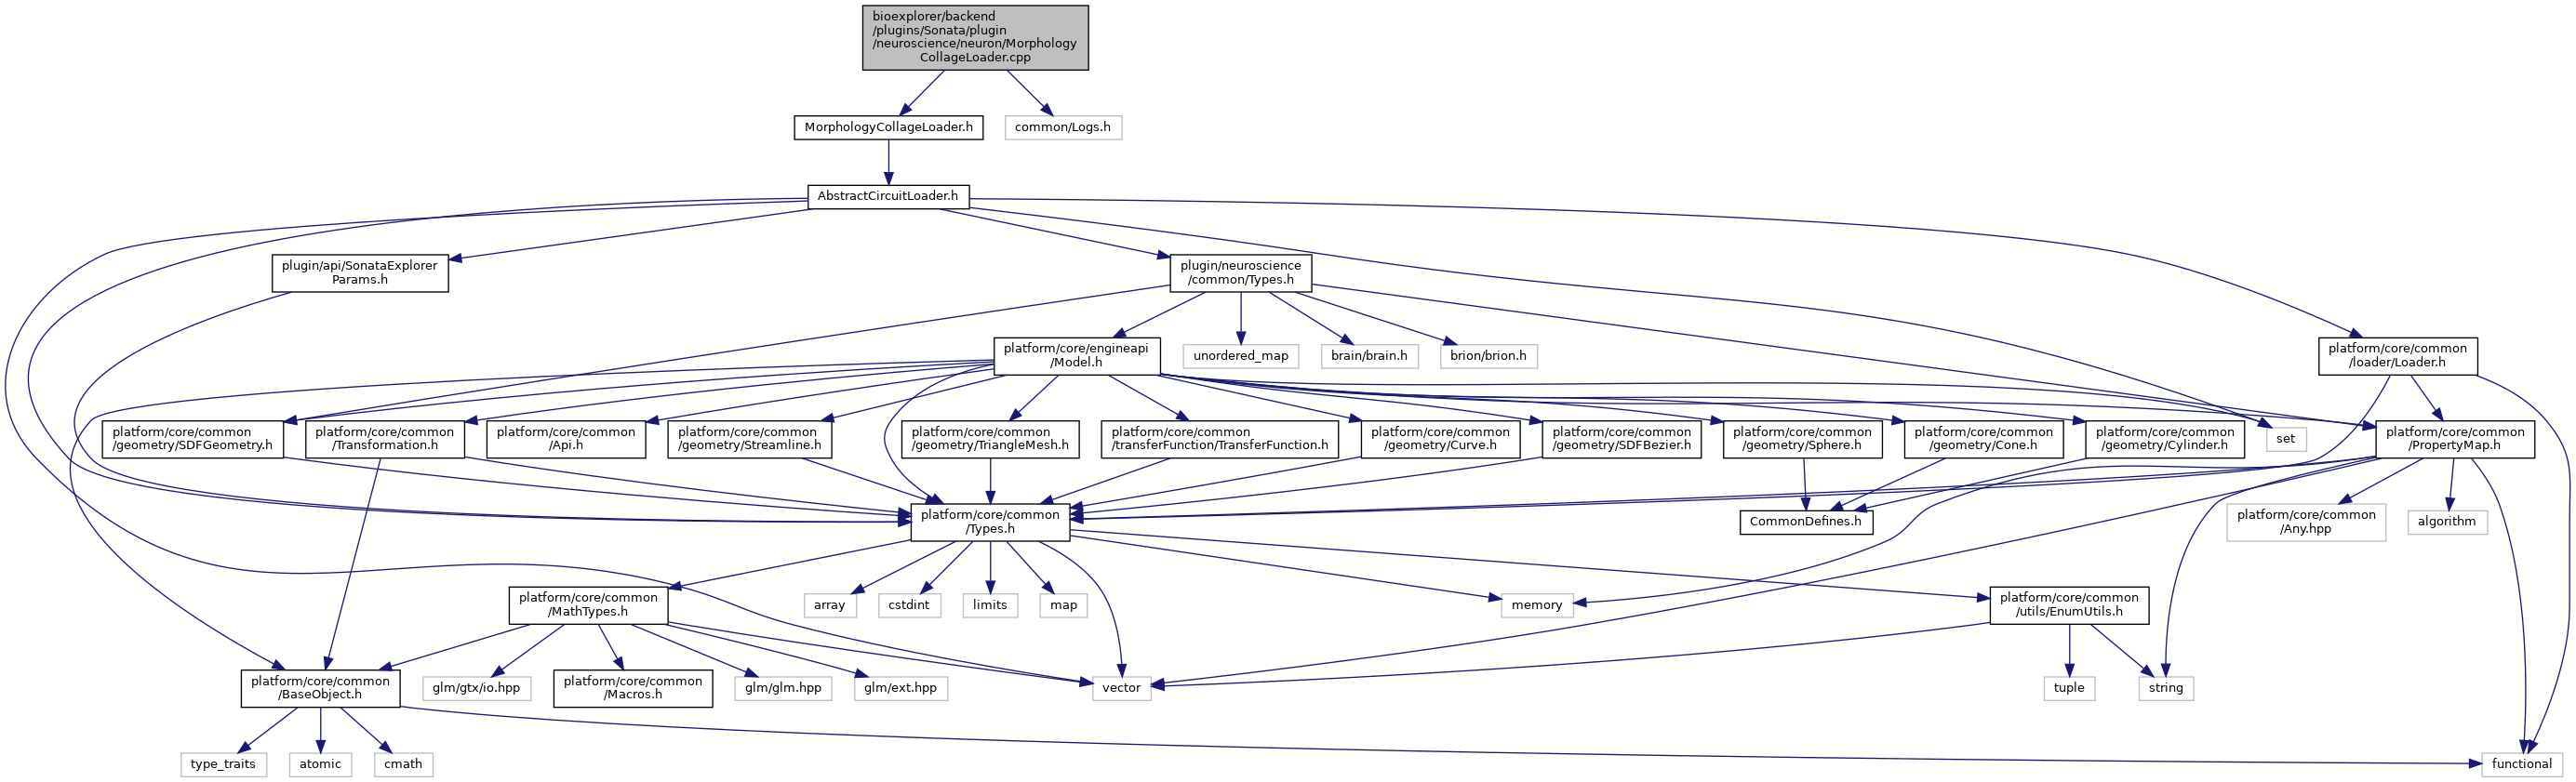 bioexplorer/backend
/plugins/Sonata/plugin
/neuroscience/neuron/Morphology
CollageLoader.cpp
MorphologyCollageLoader.h
common/Logs.h
AbstractCircuitLoader.h
plugin/api/SonataExplorer
Params.h
plugin/neuroscience
/common/Types.h
platform/core/engineapi
/Model.h
unordered_map
brain/brain.h
brion/brion.h
platform/core/common
/loader/Loader.h
platform/core/common
/geometry/SDFGeometry.h
platform/core/common
/Transformation.h
platform/core/common
/Api.h
platform/core/common
/geometry/Streamline.h
platform/core/common
/geometry/TriangleMesh.h
platform/core/common
/transferFunction/TransferFunction.h
platform/core/common
/geometry/Curve.h
platform/core/common
/geometry/SDFBezier.h
platform/core/common
/geometry/Sphere.h
platform/core/common
/geometry/Cone.h
platform/core/common
/geometry/Cylinder.h
set
platform/core/common
/PropertyMap.h
platform/core/common
/Types.h
CommonDefines.h
platform/core/common
/Any.hpp
algorithm
platform/core/common
/MathTypes.h
array
cstdint
limits
map
memory
platform/core/common
/utils/EnumUtils.h
platform/core/common
/BaseObject.h
glm/gtx/io.hpp
platform/core/common
/Macros.h
glm/glm.hpp
glm/ext.hpp
vector
tuple
string
type_traits
atomic
cmath
functional